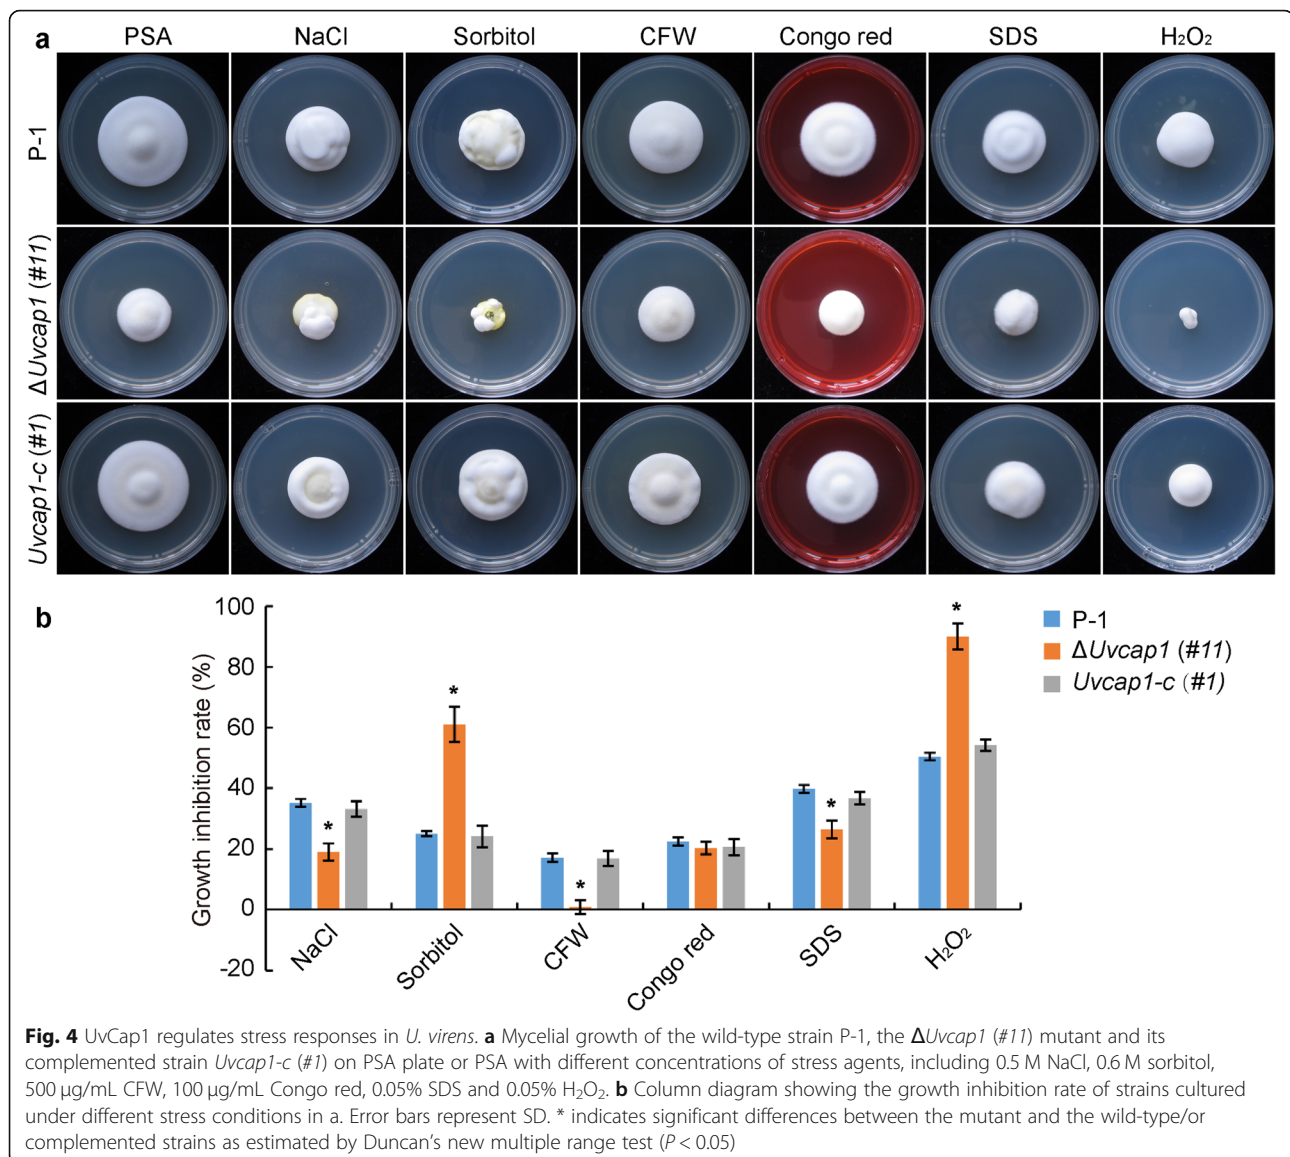 a
PSA NaCl Sorbitol CFW Congo red SDS H₂O₂
P-1
ΔUvcap1 (#11)
Uvcap1-c (#1)
b
Growth inhibition rate (%)
100
80
60
40
20
0
-20
* * * * *
NaCl Sorbitol CFW Congo red SDS H₂O₂
P-1
ΔUvcap1 (#11)
Uvcap1-c (#1)
Fig. 4 UvCap1 regulates stress responses in U. virens. a Mycelial growth of the wild-type strain P-1, the ΔUvcap1 (#11) mutant and its
complemented strain Uvcap1-c (#1) on PSA plate or PSA with different concentrations of stress agents, including 0.5 M NaCl, 0.6 M sorbitol,
500 μg/mL CFW, 100 μg/mL Congo red, 0.05% SDS and 0.05% H₂O₂. b Column diagram showing the growth inhibition rate of strains cultured
under different stress conditions in a. Error bars represent SD. * indicates significant differences between the mutant and the wild-type/or
complemented strains as estimated by Duncan's new multiple range test (P < 0.05)